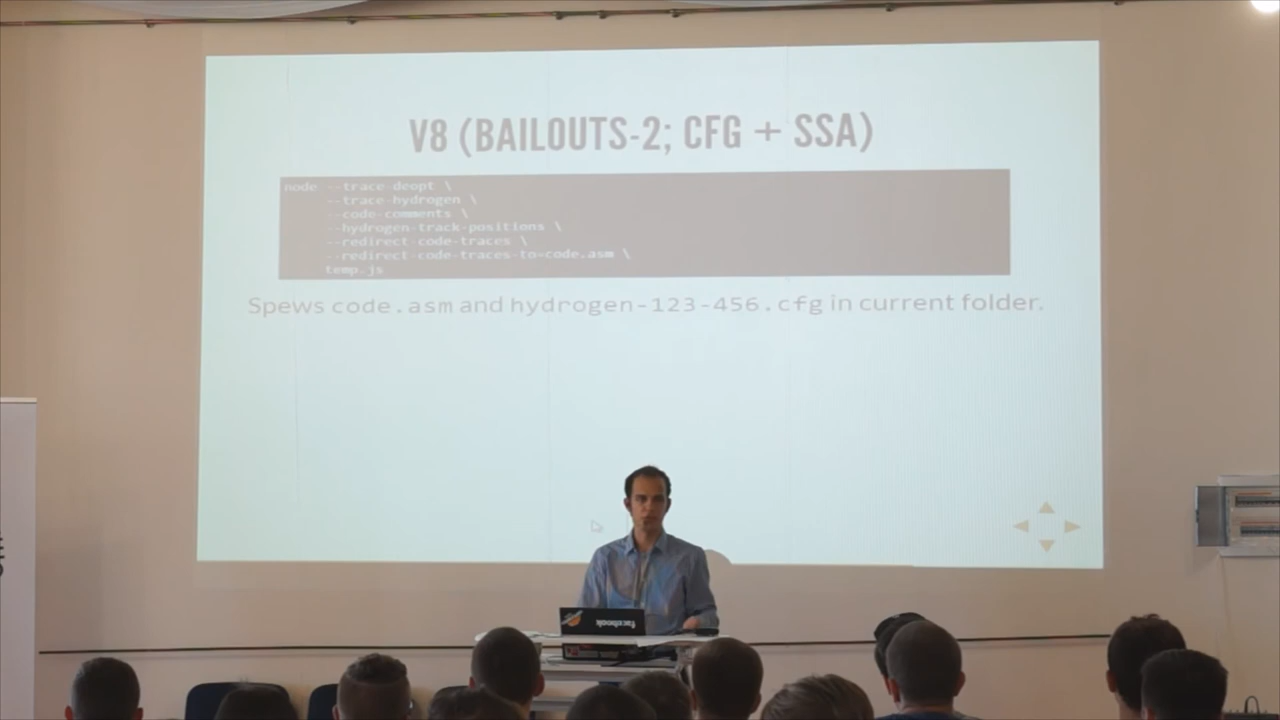 V8 (BAILOUTS-2; CFG + SSA)
node --trace-deopt \
--trace-hydrogen \
--code-comments \
--hydrogen-track-positions \
--redirect-code-traces \
--redirect-code-traces-to=code.asm \
temp.js
Spews code.asm and hydrogen-123-456.cfg in current folder.
facebook